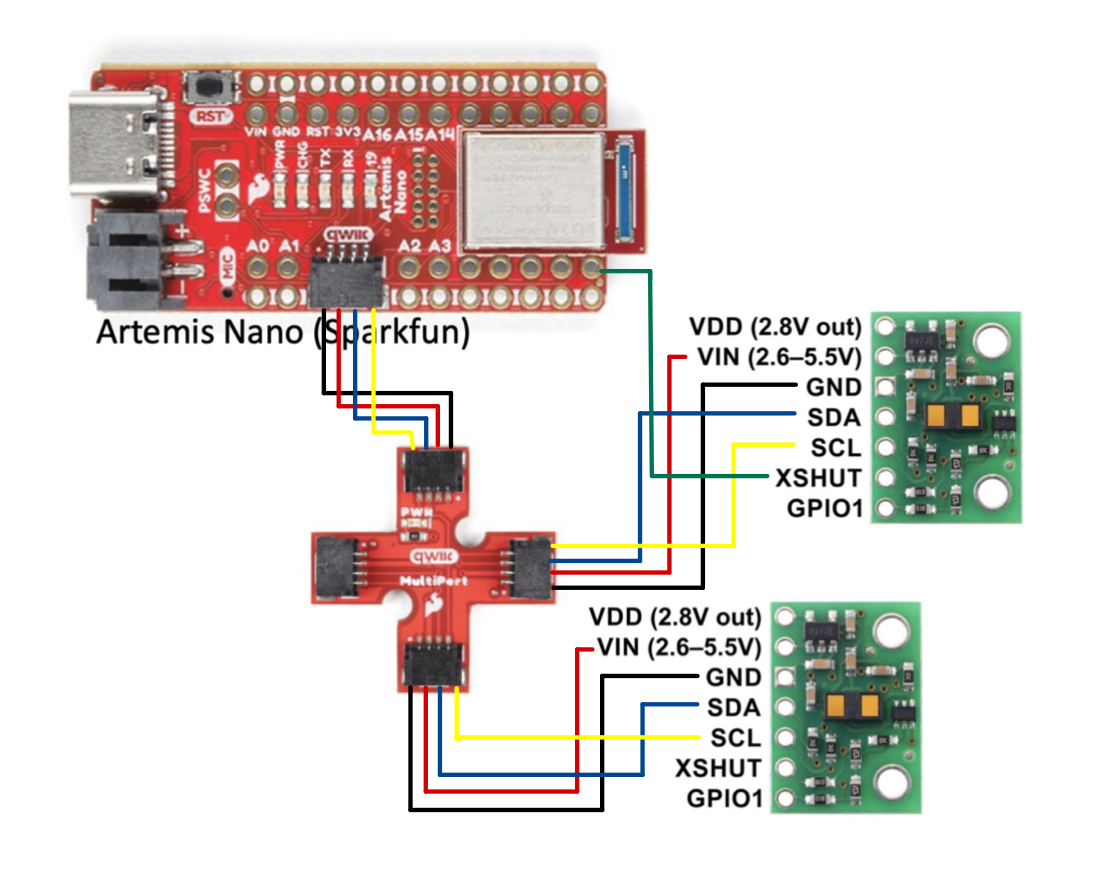 RST
VIN GND RST 3V3 A16 A15 A14
PWR
CHG
TX
RX
19
Artemis
Nano
PSWC
qwiic
+
-
MIC
A0 A1 A2 A3
Artemis Nano (Sparkfun)
VDD (2.8V out)
VIN (2.6–5.5V)
GND
SDA
SCL
XSHUT
GPIO1
PWR
qwiic
MultiPort
VDD (2.8V out)
VIN (2.6–5.5V)
GND
SDA
SCL
XSHUT
GPIO1